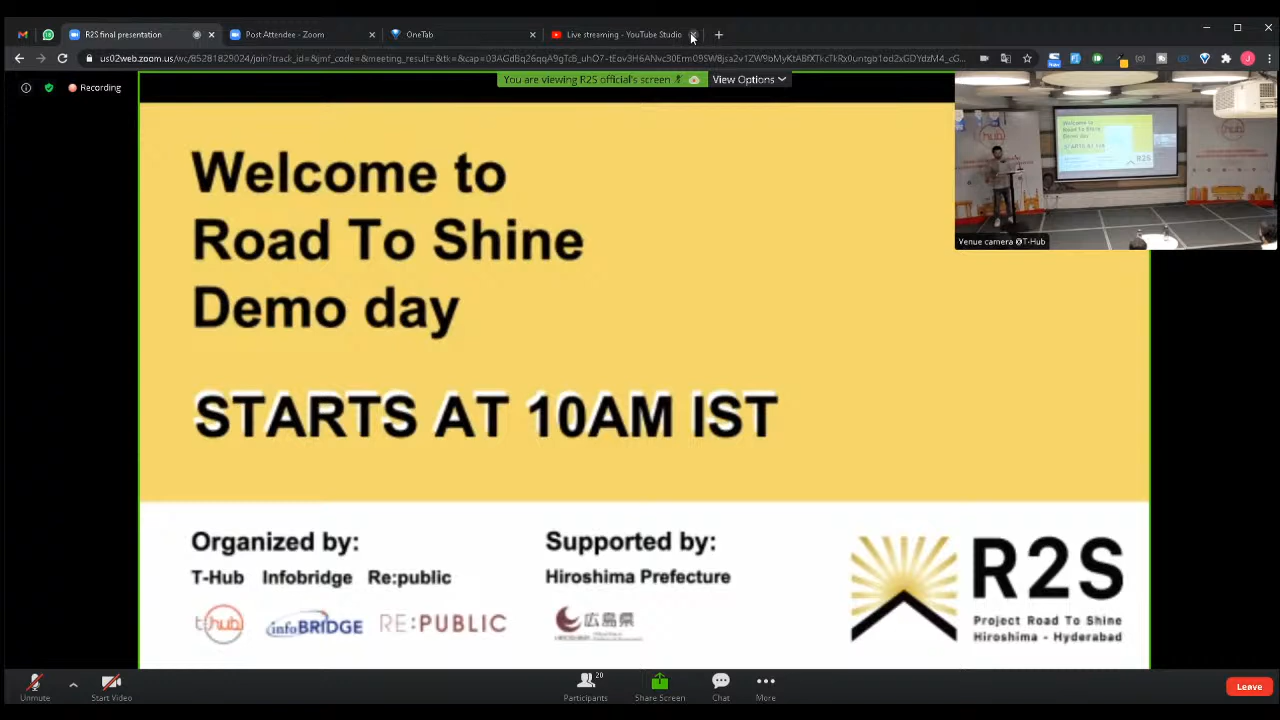 R2S final presentation
Post Attendee - Zoom
OneTab
Live streaming - YouTube Studio
Recording
You are viewing R2S official's screen
View Options
Welcome to
Road To Shine
Demo day
STARTS AT 10AM IST
Venue camera @T-Hub
Organized by:
T-Hub Infobridge Re:public
t-hub
infoBRIDGE
RE:PUBLIC
Supported by:
Hiroshima Prefecture
広島県
R2S
Project Road To Shine
Hiroshima - Hyderabad
Unmute
Start Video
Participants
20
Share Screen
Chat
More
Leave